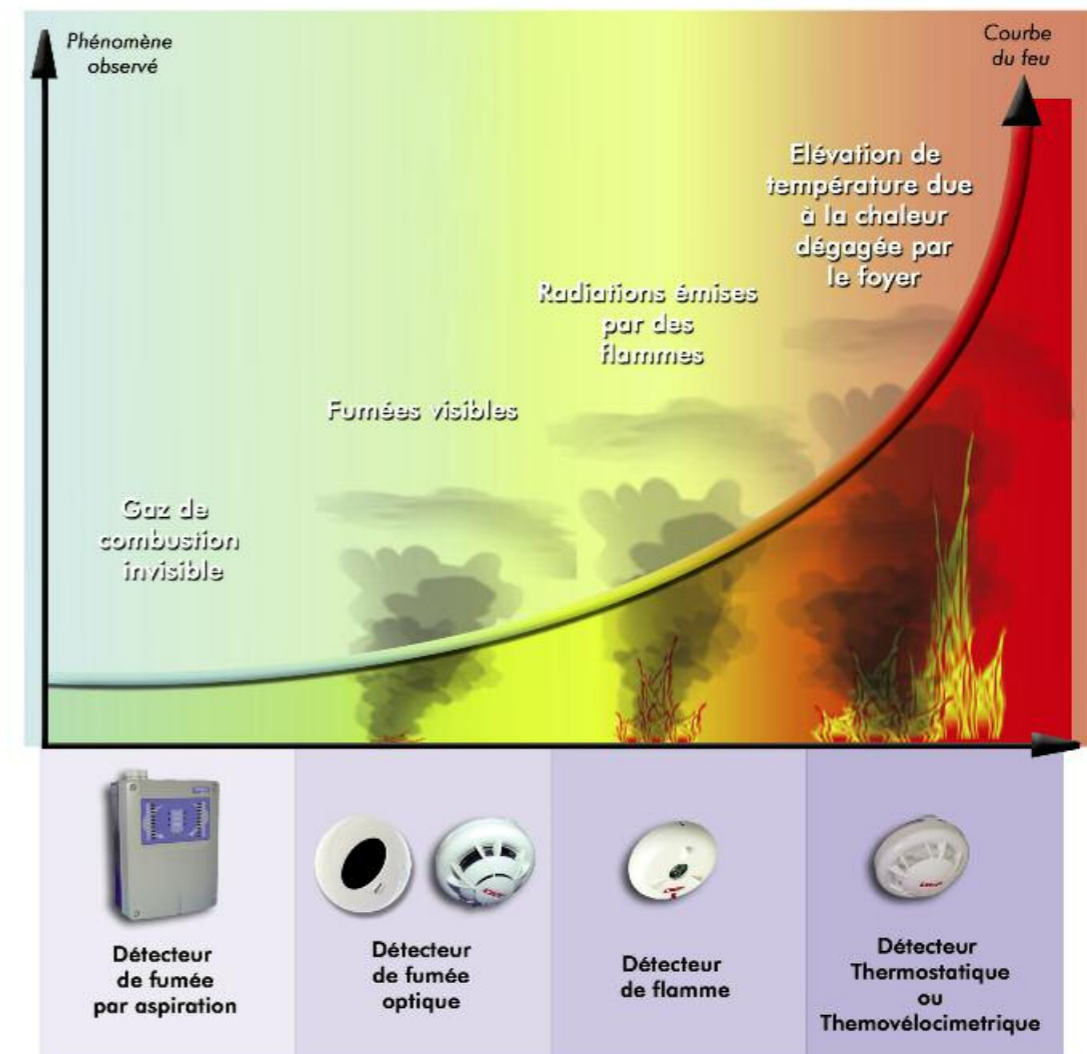 Phénomène
observé
Courbe
du feu
Elévation de
température due
à la chaleur
dégagée par
le foyer
Radiations émises
par des
flammes
Fumées visibles
Gaz de
combustion
invisible
Détecteur
de fumée
par aspiration
Détecteur
de fumée
optique
Détecteur
de flamme
Détecteur
Thermostatique
ou
Themovélocimetrique